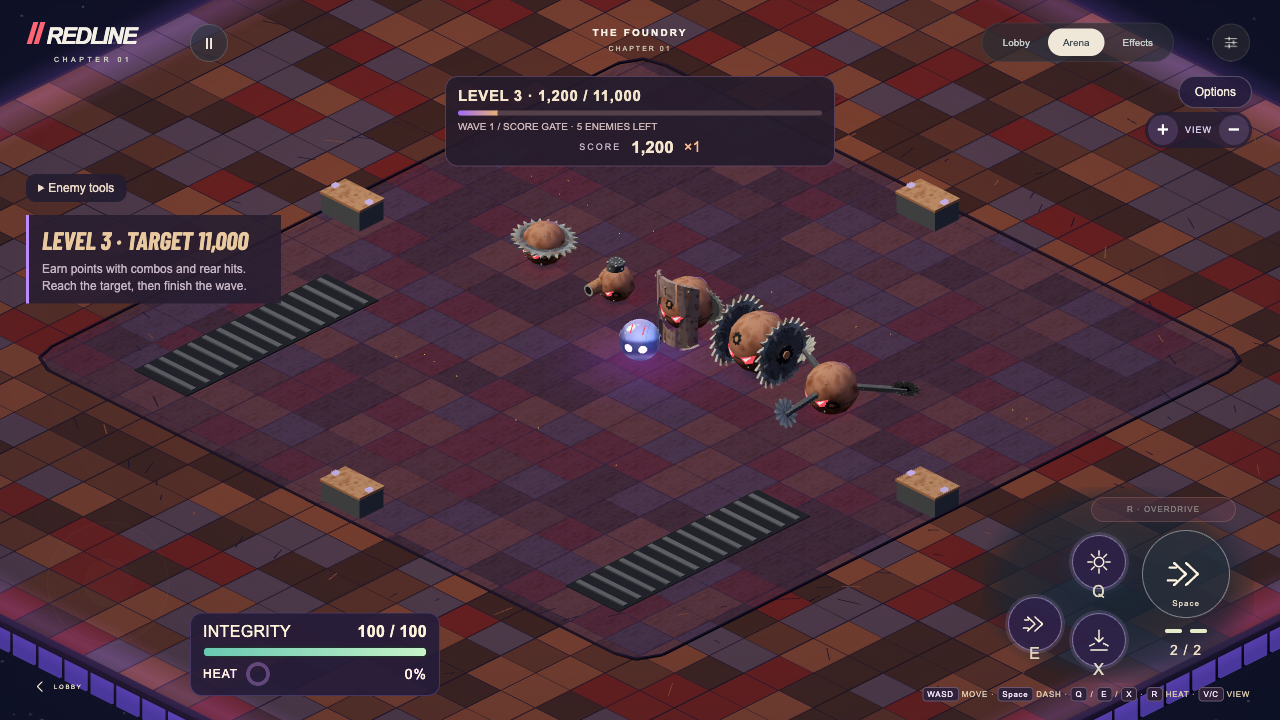 REDLINE
CHAPTER 01
THE FOUNDRY
CHAPTER 01
Lobby Arena Effects
Options
+ VIEW −
LEVEL 3 · 1,200 / 11,000
WAVE 1 / SCORE GATE · 5 ENEMIES LEFT
SCORE 1,200 ×1
Enemy tools
LEVEL 3 · TARGET 11,000
Earn points with combos and rear hits.
Reach the target, then finish the wave.
R · OVERDRIVE
Q
Space
E
X
2 / 2
INTEGRITY 100 / 100
HEAT 0%
LOBBY
WASD MOVE · Space DASH · Q / E / X · R HEAT · V/C VIEW